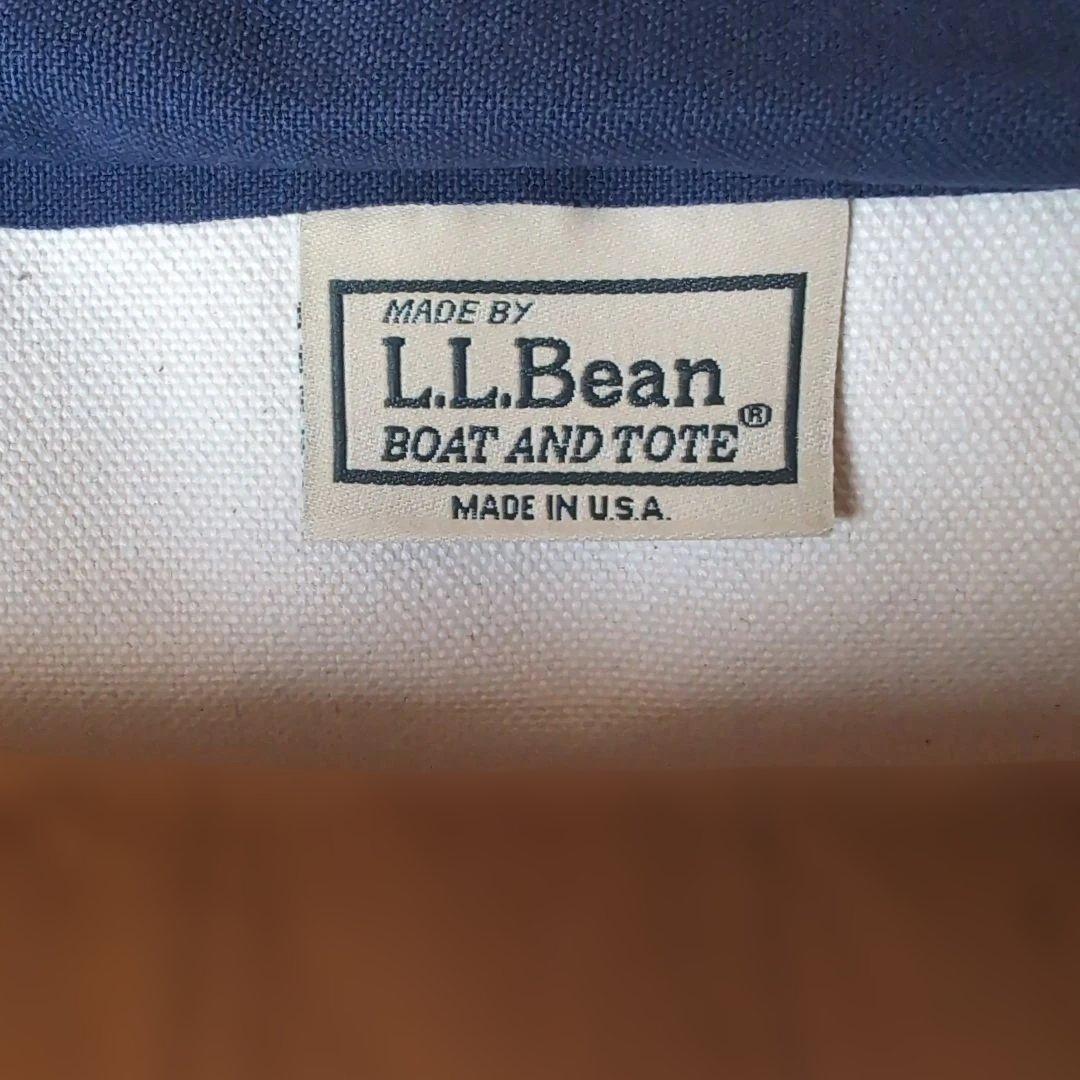 MADE BY
L.L.Bean
BOAT AND TOTE®
MADE IN U.S.A.